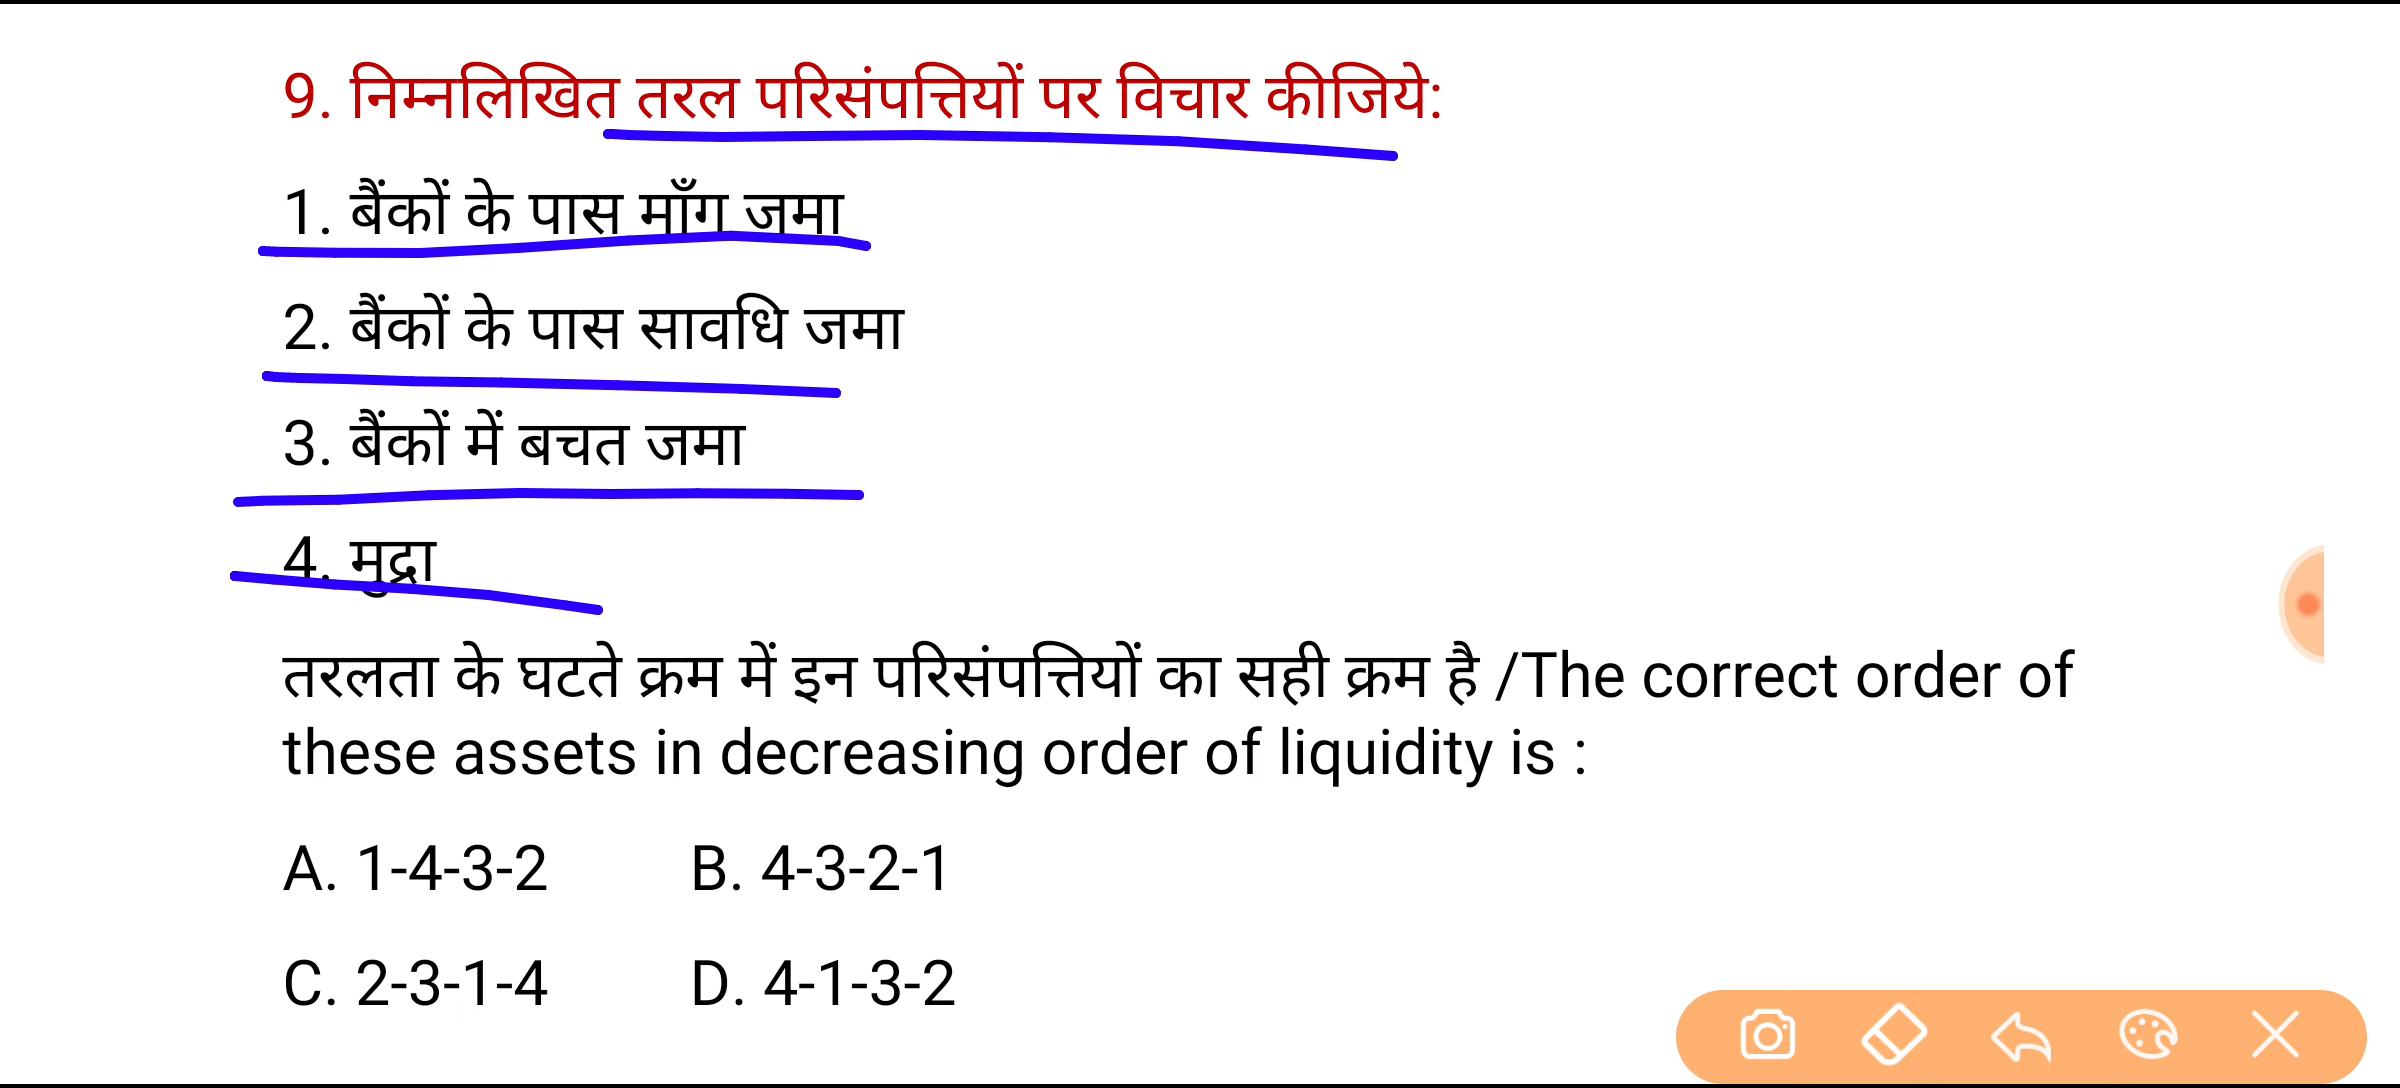 9. निम्नलिखित तरल परिसंपत्तियों पर विचार कीजिये:
1. बैंकों के पास माँग जमा
2. बैंकों के पास सावधि जमा
3. बैंकों में बचत जमा
4. मुद्रा
तरलता के घटते क्रम में इन परिसंपत्तियों का सही क्रम है /The correct order of
these assets in decreasing order of liquidity is :
A. 1-4-3-2 B. 4-3-2-1
C. 2-3-1-4 D. 4-1-3-2